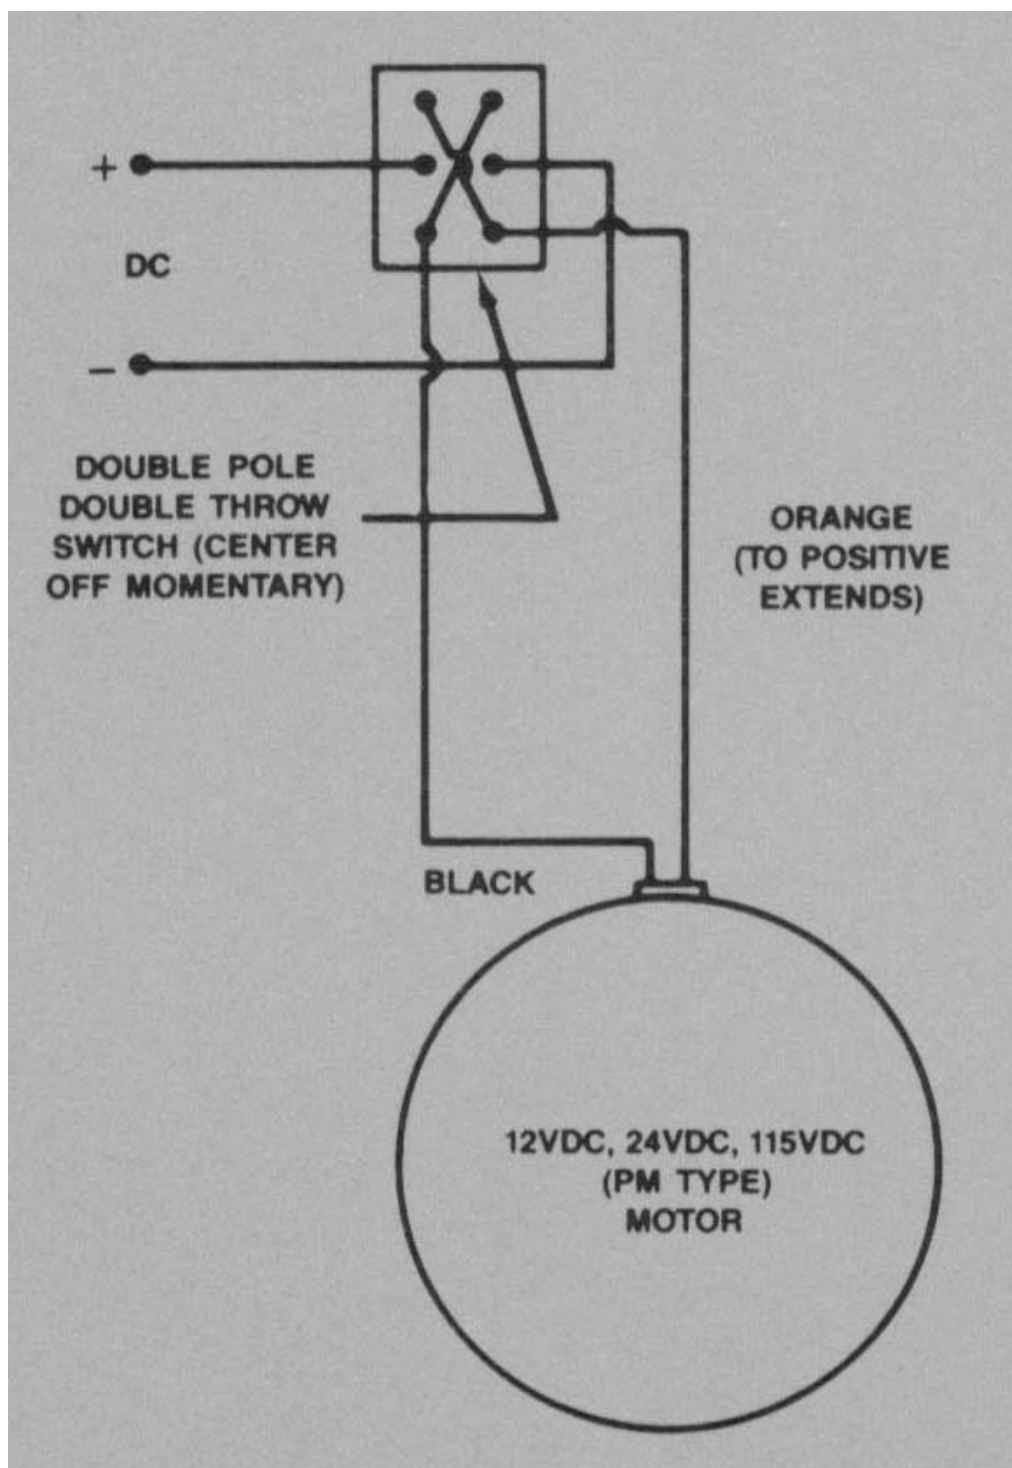 +
DC
–
DOUBLE POLE
DOUBLE THROW
SWITCH (CENTER
OFF MOMENTARY)
ORANGE
(TO POSITIVE
EXTENDS)
BLACK
12VDC, 24VDC, 115VDC
(PM TYPE)
MOTOR